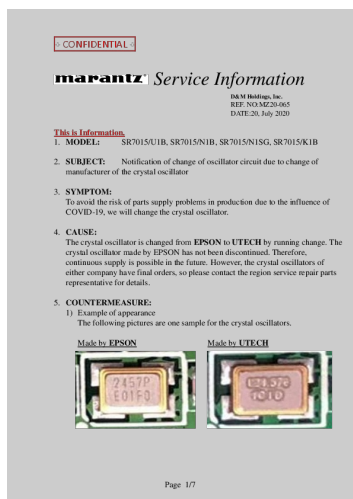 CONFIDENTIAL
marantz® Service Information
D&M Holdings, Inc.
REF. NO:MZ20-065
DATE:20, July 2020
This is Information.
1. MODEL: SR7015/U1B, SR7015/N1B, SR7015/N1SG, SR7015/K1B
2. SUBJECT: Notification of change of oscillator circuit due to change of
manufacturer of the crystal oscillator
3. SYMPTOM:
To avoid the risk of parts supply problems in production due to the influence of
COVID-19, we will change the crystal oscillator.
4. CAUSE:
The crystal oscillator is changed from EPSON to UTECH by running change. The
crystal oscillator made by EPSON has not been discontinued. Therefore,
continuous supply is possible in the future. However, the crystal oscillators of
either company have final orders, so please contact the region service repair parts
representative for details.
5. COUNTERMEASURE:
1) Example of appearance
The following pictures are one sample for the crystal oscillators.
Made by EPSON Made by UTECH
2457P
E01F0
Page 1/7